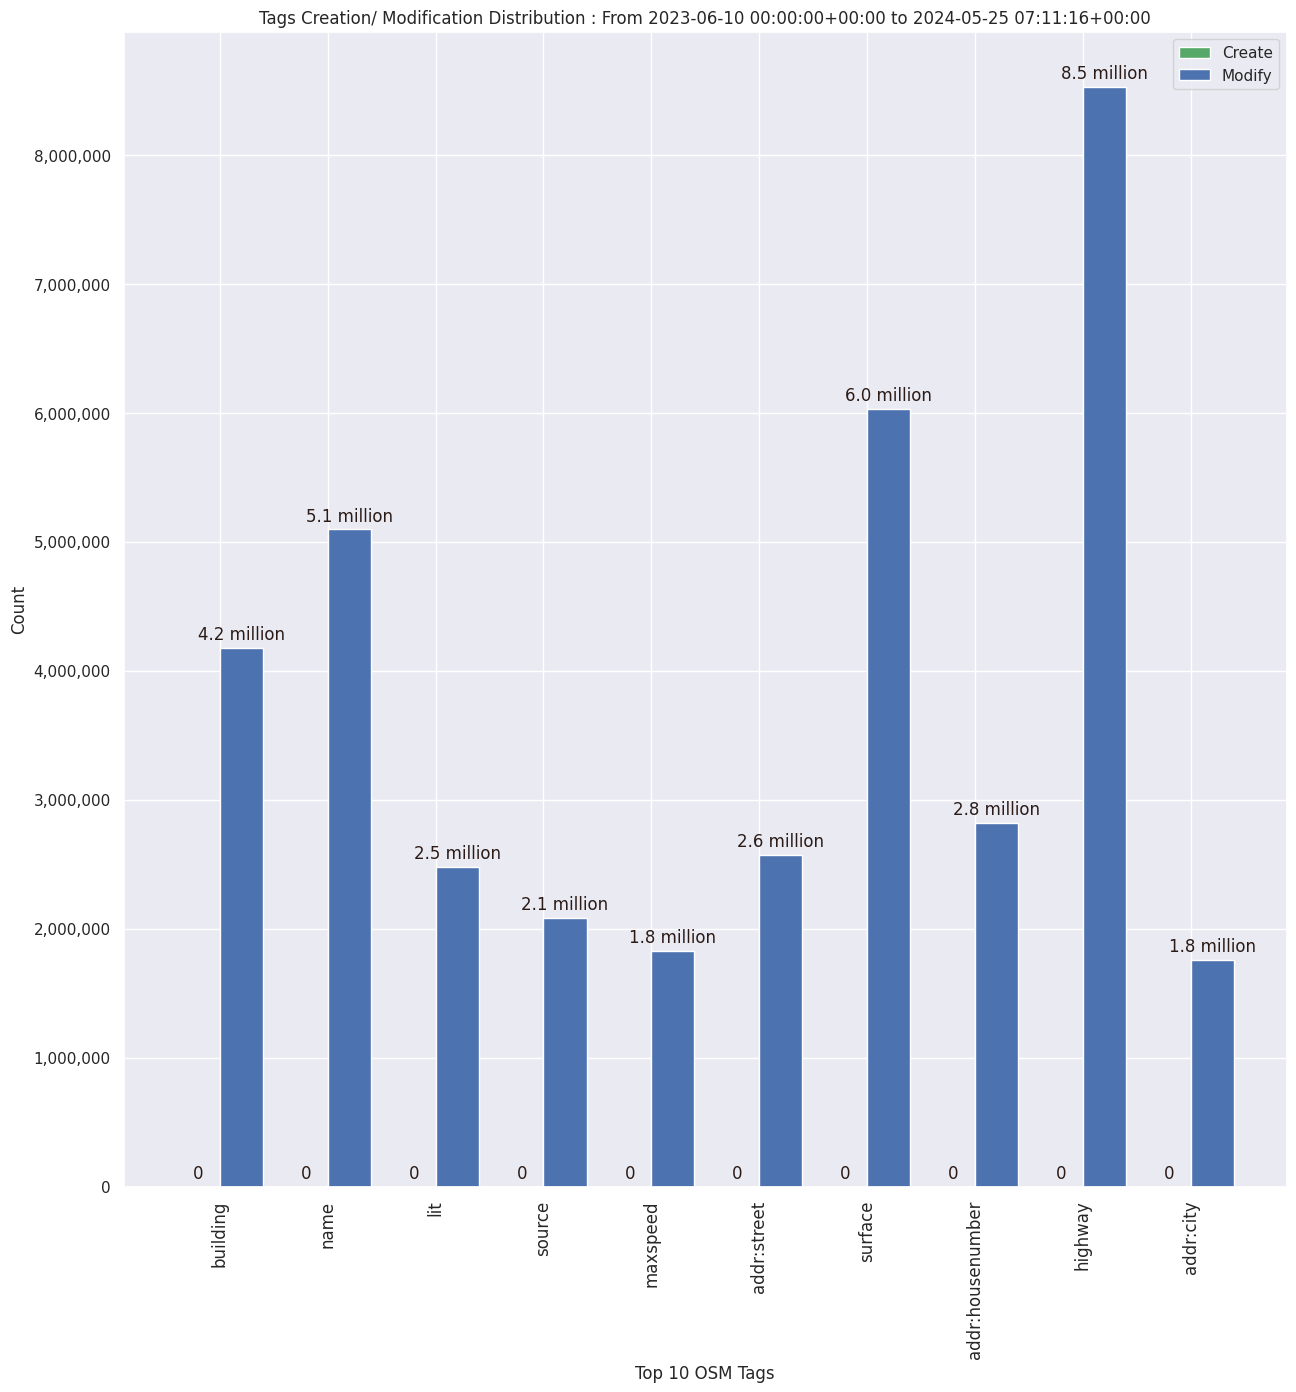 Tags Creation/ Modification Distribution : From 2023-06-10 00:00:00+00:00 to 2024-05-25 07:11:16+00:00
Create
Modify
8.5 million
8,000,000
7,000,000
6.0 million
6,000,000
5.1 million
5,000,000
Count
4.2 million
4,000,000
3,000,000
2.8 million
2.6 million
2.5 million
2.1 million
2,000,000
1.8 million
1.8 million
1,000,000
0 0 0 0 0 0 0 0 0 0
0
building
name
lit
source
maxspeed
addr:street
surface
addr:housenumber
highway
addr:city
Top 10 OSM Tags